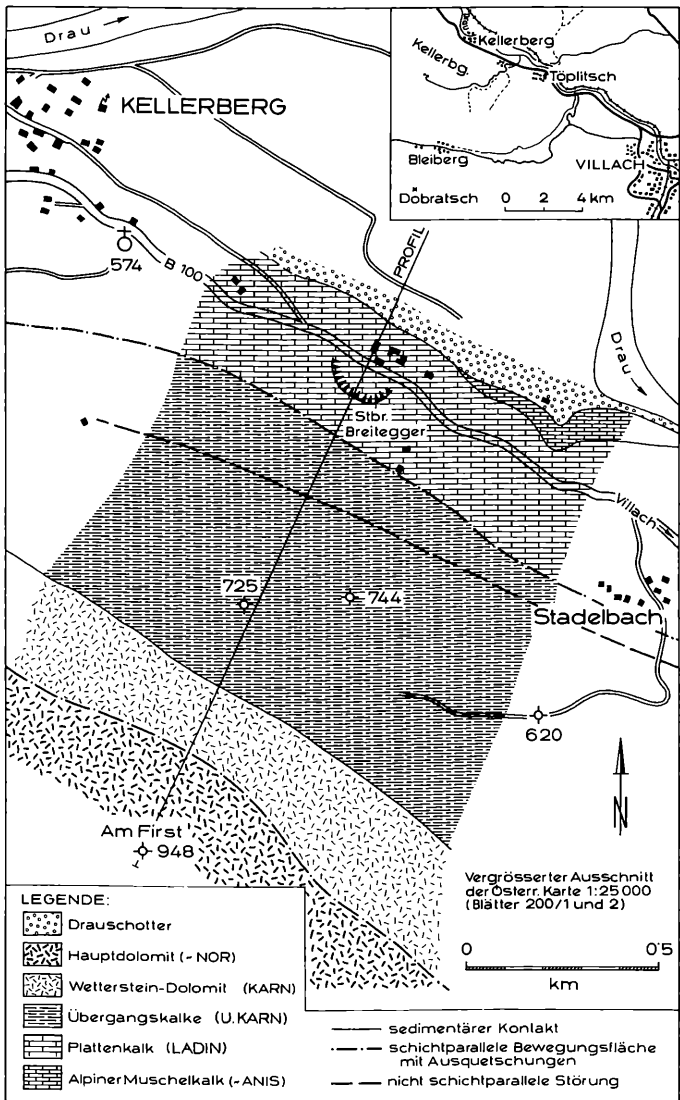 Drau
KELLERBERG
574
B 100
PROFIL
Kellerberg
Kellerbg.
Töplitsch
Bleiberg
VILLACH
Dobratsch
0 2 4 km
Drau
Stbr.
Breitegger
Villach
725
744
Stadelbach
620
N
Am First
948
Vergrösserter Ausschnitt
der Österr. Karte 1:25 000
(Blätter 200/1 und 2)
0 0'5
km
LEGENDE:
Drauschotter
Hauptdolomit (~NOR)
Wetterstein-Dolomit (KARN)
Übergangskalke (U.KARN)
Plattenkalk (LADIN)
Alpiner Muschelkalk (~ANIS)
sedimentärer Kontakt
schichtparallele Bewegungsfläche
mit Ausquetschungen
nicht schichtparallele Störung